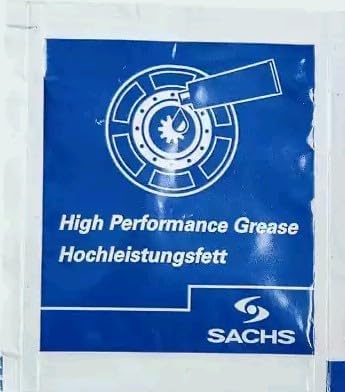 High Performance Grease
Hochleistungsfett
SACHS